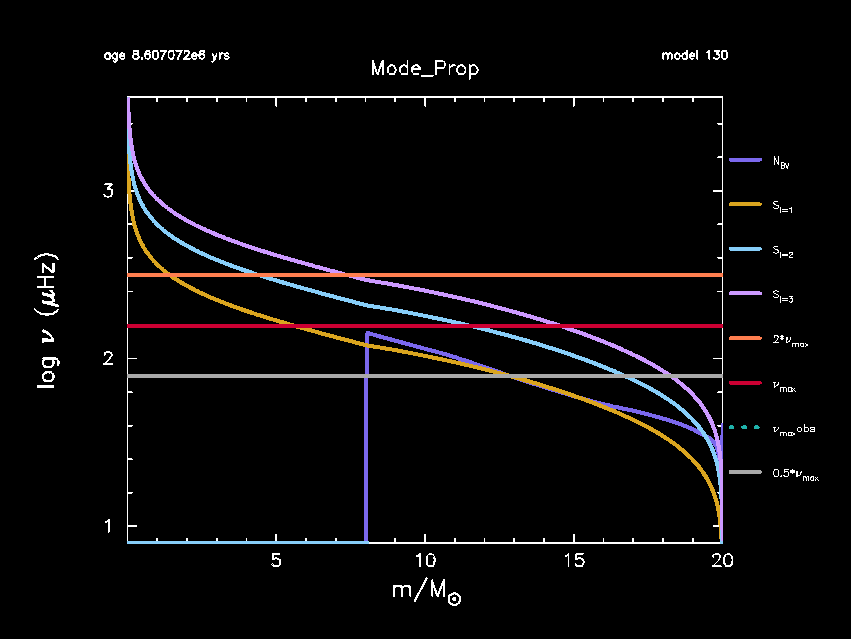 age 8.607072e6 yrs
model 130
Mode_Prop
log ν (μHz)
3
2
1
5
10
15
20
m/M☉
N_BV
S_l=1
S_l=2
S_l=3
2*ν_max
ν_max
ν_max obs
0.5*ν_max